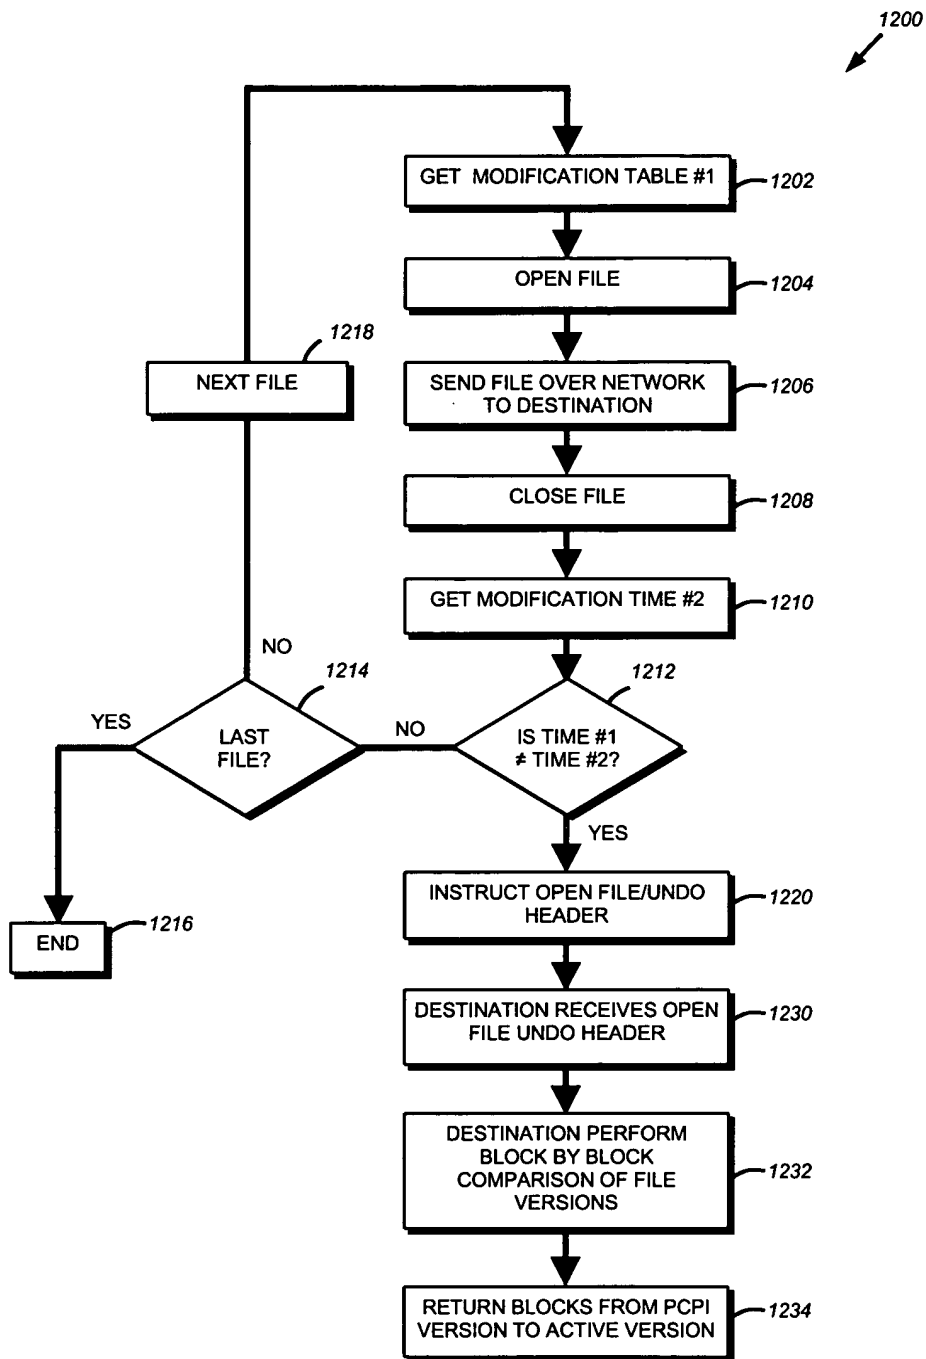 1200
GET MODIFICATION TABLE #1
1202
OPEN FILE
1204
1218
NEXT FILE
SEND FILE OVER NETWORK
TO DESTINATION
1206
CLOSE FILE
1208
GET MODIFICATION TIME #2
1210
NO
1214
1212
YES
LAST
FILE?
NO
IS TIME #1
≠ TIME #2?
YES
INSTRUCT OPEN FILE/UNDO
HEADER
1220
END
1216
DESTINATION RECEIVES OPEN
FILE UNDO HEADER
1230
DESTINATION PERFORM
BLOCK BY BLOCK
COMPARISON OF FILE
VERSIONS
1232
RETURN BLOCKS FROM PCPI
VERSION TO ACTIVE VERSION
1234